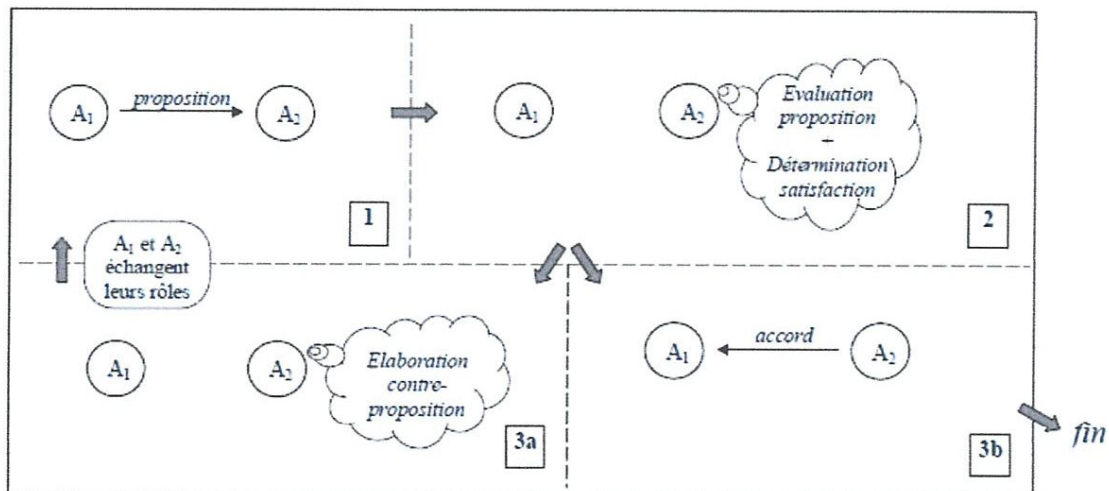 A1
proposition
A2
1
A1
A2
Evaluation
proposition
+
Détermination
satisfaction
2
A1 et A2
échangent
leurs rôles
A1
A2
Elaboration
contre-
proposition
3a
A1
accord
A2
3b
fin